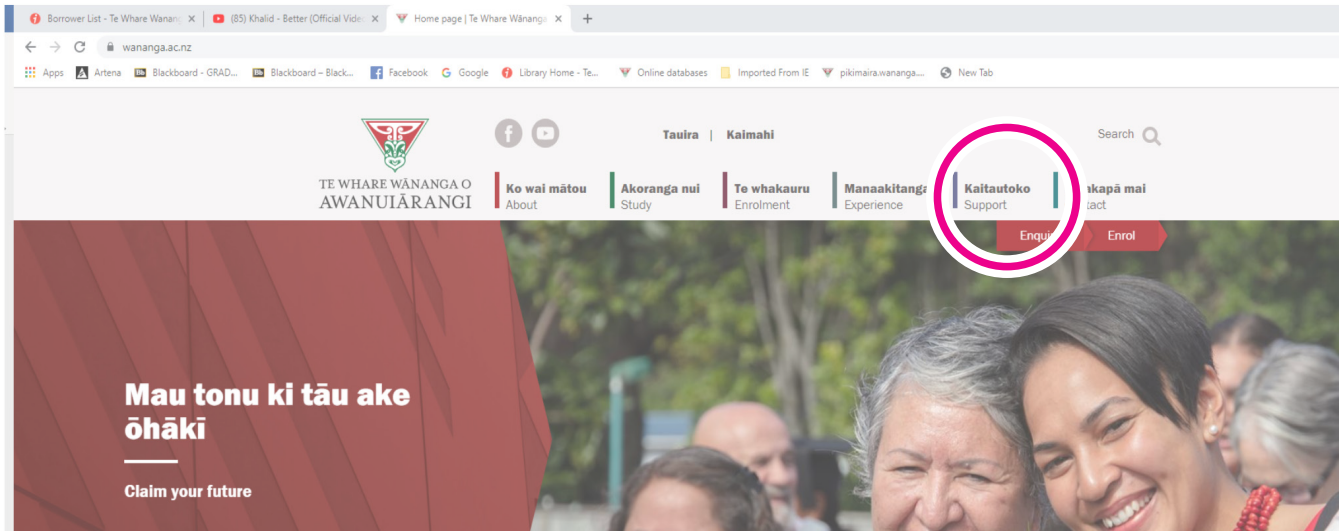 Borrower List - Te Whare Wanang
(85) Khalid - Better (Official Vide
Home page | Te Whare Wānanga
wananga.ac.nz
Apps
Artena
Blackboard - GRAD...
Blackboard – Black...
Facebook
Google
Library Home - Te...
Online databases
Imported From IE
pikimaira.wananga....
New Tab
Tauira | Kaimahi
Search
TE WHARE WĀNANGA O
AWANUIĀRANGI
Ko wai mātou
About
Akoranga nui
Study
Te whakauru
Enrolment
Manaakitanga
Experience
Kaitautoko
Support
mai
Enrol
Mau tonu ki tāu ake
ōhākī
Claim your future